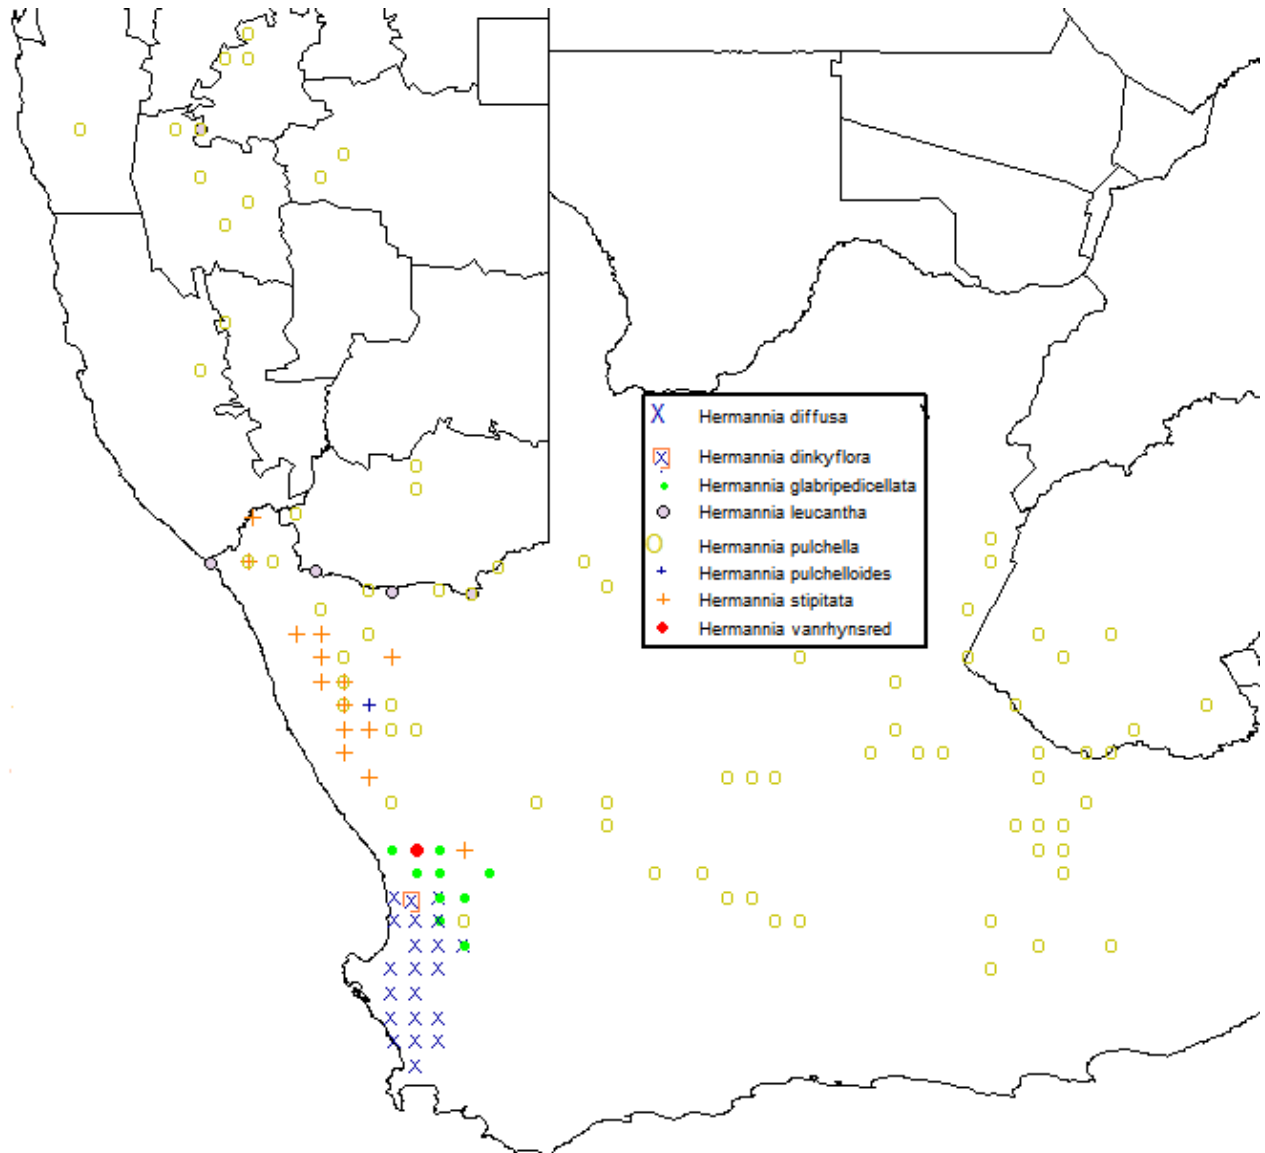 Hermannia diffusa
Hermannia dinkyflora
Hermannia glabripedicellata
Hermannia leucantha
Hermannia pulchella
Hermannia pulchelloides
Hermannia stipitata
Hermannia vanrhynsred